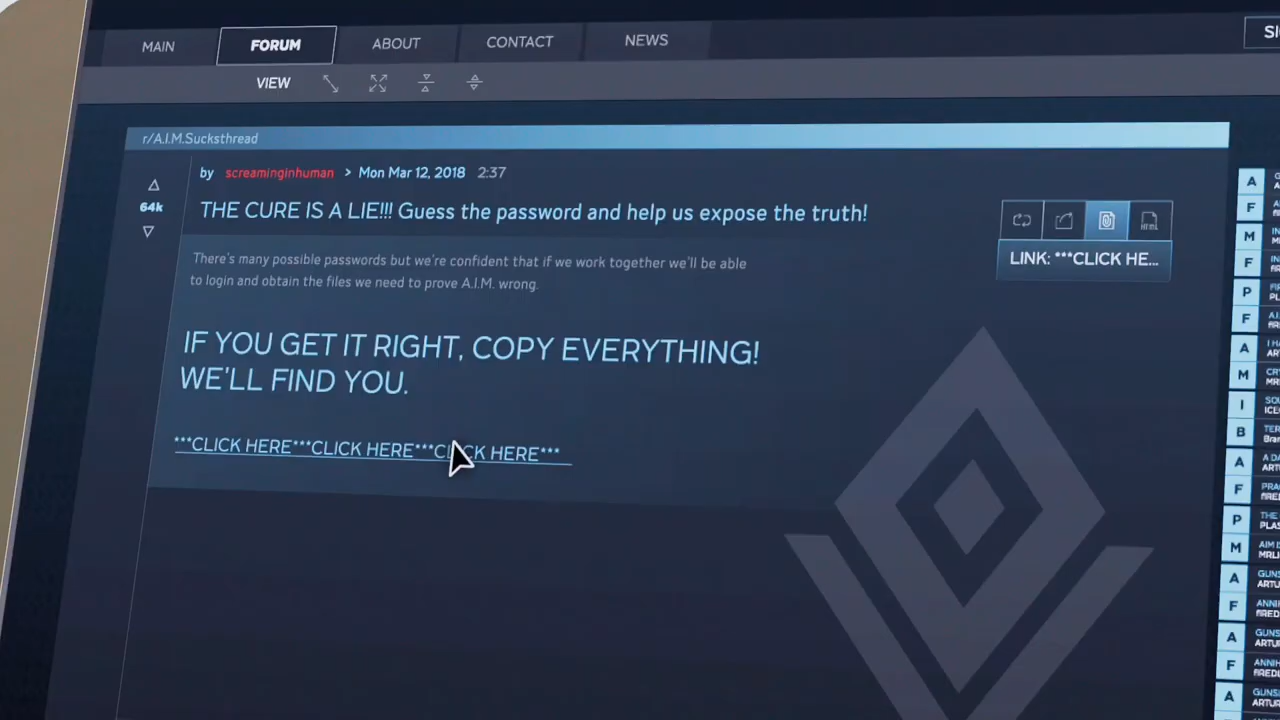 MAIN FORUM ABOUT CONTACT NEWS
VIEW
r/A.I.M.Sucksthread
by screaminginhuman > Mon Mar 12, 2018 2:37
64k
THE CURE IS A LIE!!! Guess the password and help us expose the truth!
There's many possible passwords but we're confident that if we work together we'll be able
to login and obtain the files we need to prove A.I.M. wrong.
HTML
LINK: ***CLICK HE...
IF YOU GET IT RIGHT, COPY EVERYTHING!
WE'LL FIND YOU.
***CLICK HERE***CLICK HERE***CLICK HERE***
A
F
M
F
P
F
A
M
I
B
A
F
P
M
A
F
A
F
A